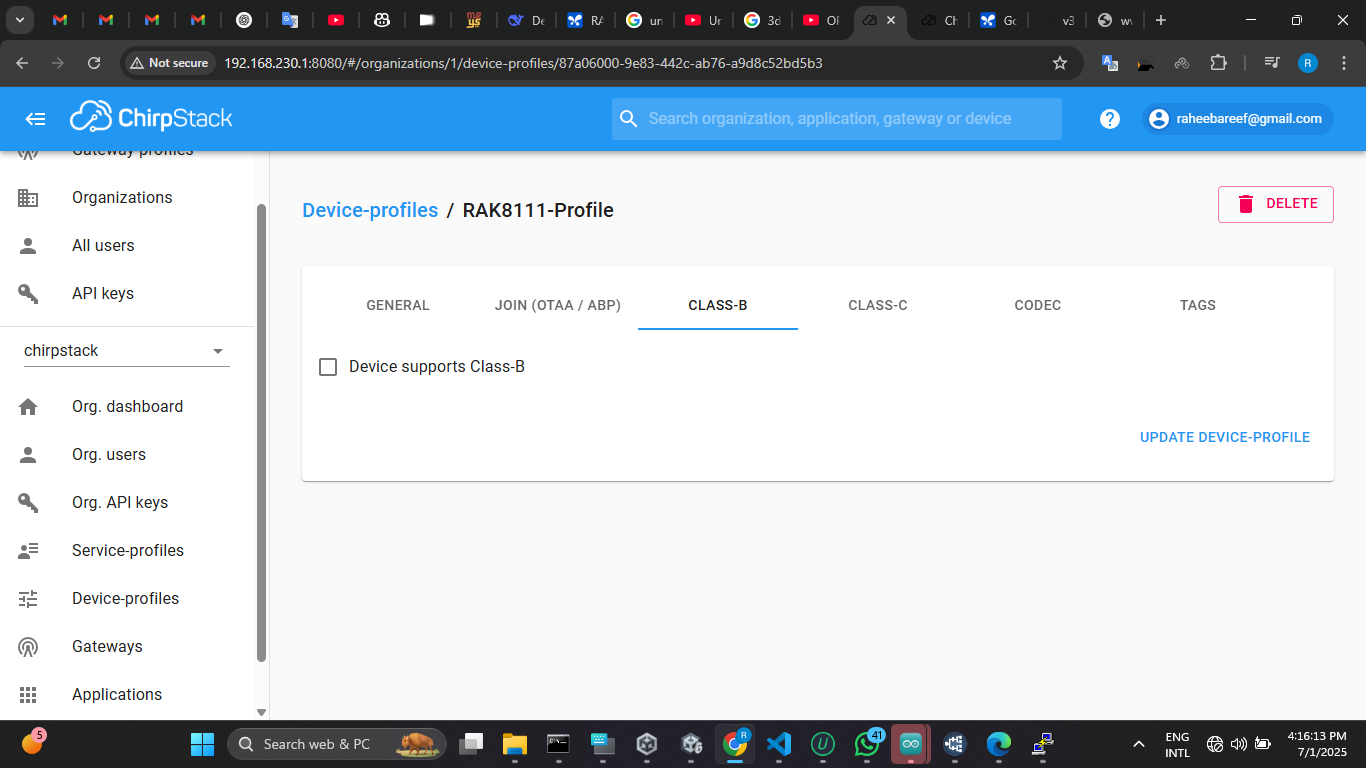 De
RA
ur
Ur
3d
Ol
Ch
Go
v3
Not secure
192.168.230.1:8080/#/organizations/1/device-profiles/87a06000-9e83-442c-ab76-a9d8c52bd5b3
R
ChirpStack
Search organization, application, gateway or device
raheebareef@gmail.com
Gateway profiles
Organizations
All users
API keys
chirpstack
Org. dashboard
Org. users
Org. API keys
Service-profiles
Device-profiles
Gateways
Applications
Device-profiles / RAK8111-Profile
DELETE
GENERAL
JOIN (OTAA / ABP)
CLASS-B
CLASS-C
CODEC
TAGS
Device supports Class-B
UPDATE DEVICE-PROFILE
5
Search web & PC
R
41
ENG
INTL
4:16:13 PM
7/1/2025